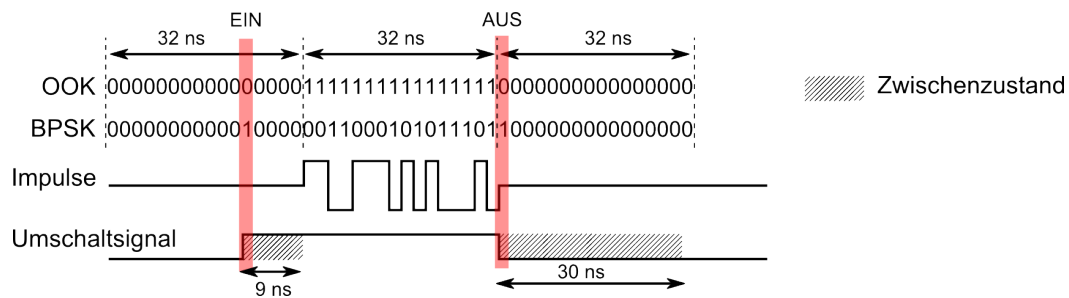 EIN AUS
32 ns 32 ns 32 ns
OOK 000000000000000011111111111111110000000000000000
Zwischenzustand
BPSK 000000000001000000110001010111011000000000000000
Impulse
Umschaltsignal
9 ns 30 ns